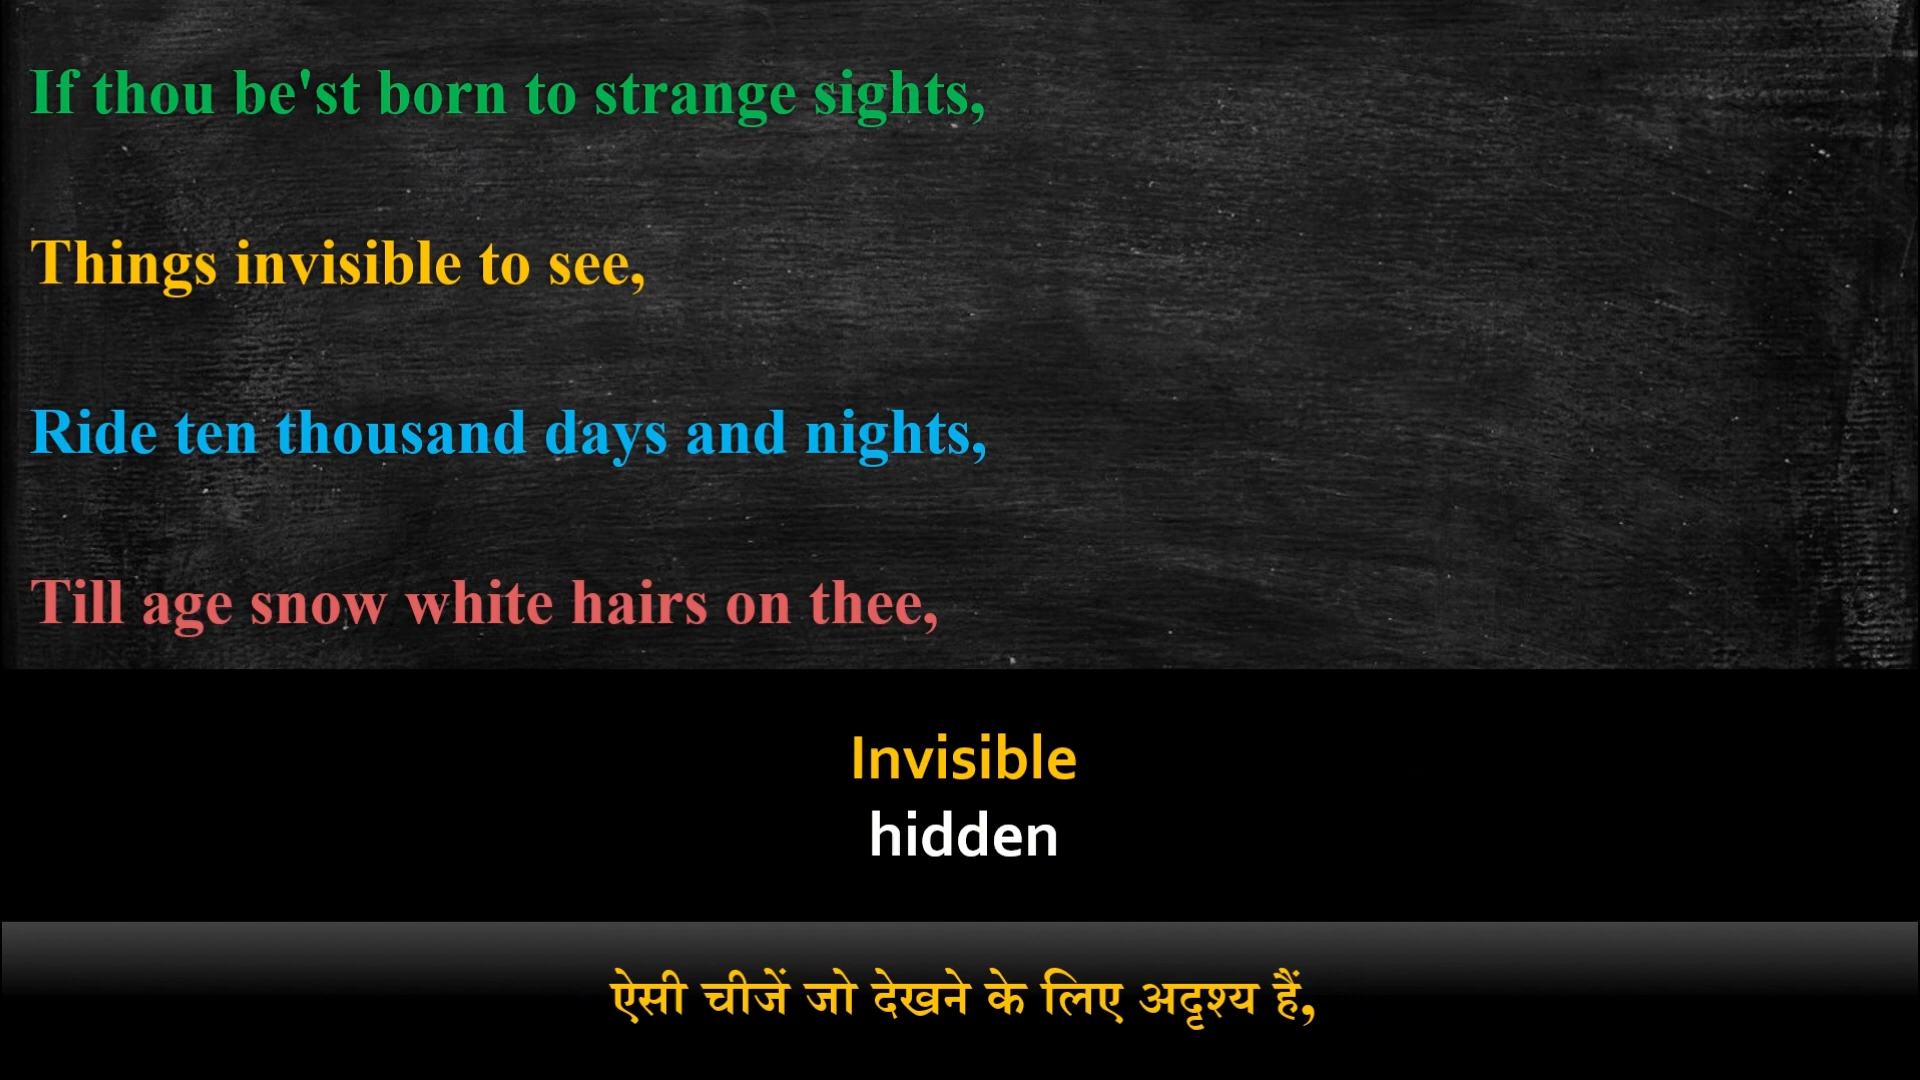 If thou be'st born to strange sights,
Things invisible to see,
Ride ten thousand days and nights,
Till age snow white hairs on thee,
Invisible
hidden
ऐसी चीजें जो देखने के लिए अदृश्य हैं,